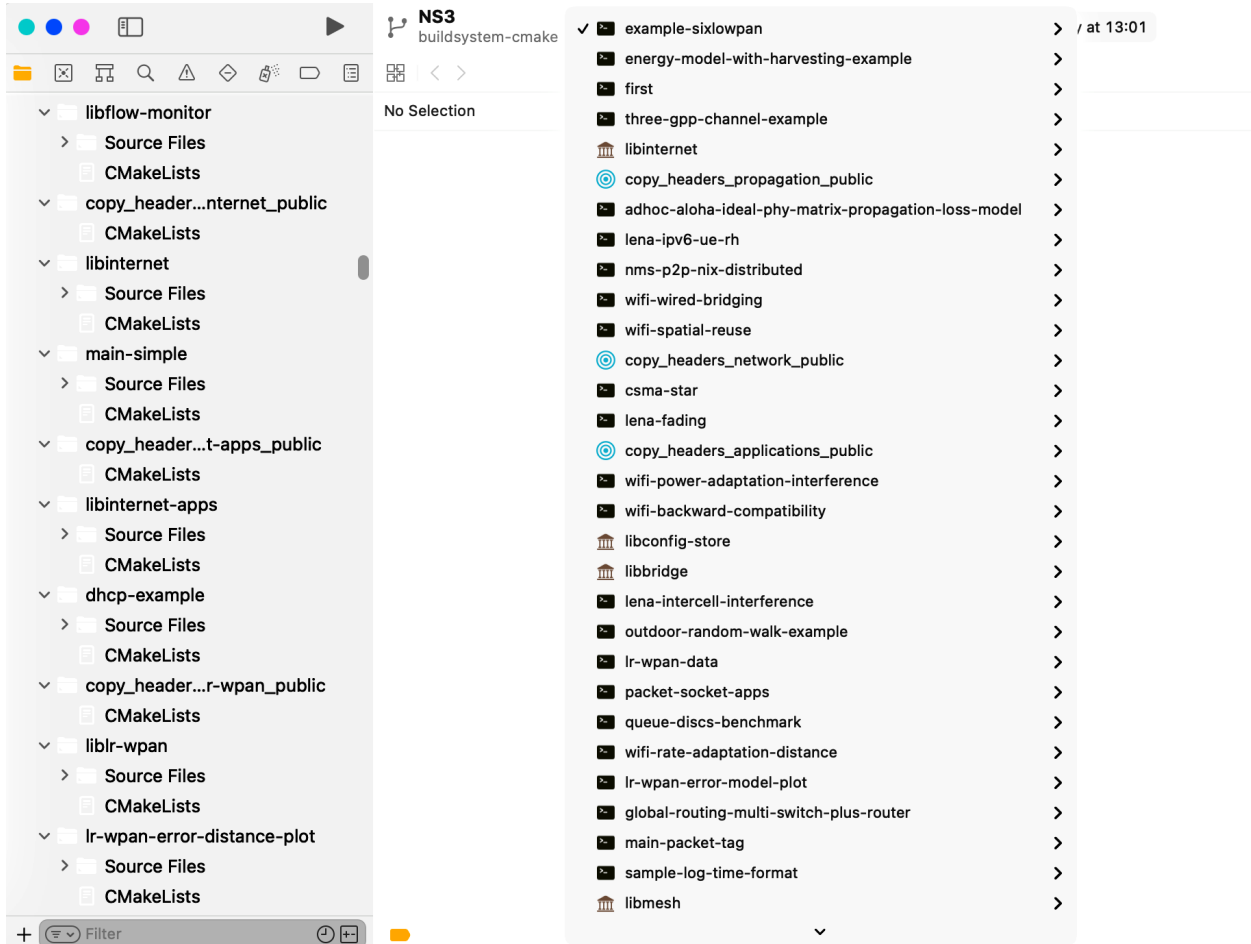 NS3
buildsystem-cmake
y at 13:01
No Selection
libflow-monitor
Source Files
CMakeLists
copy_header...nternet_public
CMakeLists
libinternet
Source Files
CMakeLists
main-simple
Source Files
CMakeLists
copy_header...t-apps_public
CMakeLists
libinternet-apps
Source Files
CMakeLists
dhcp-example
Source Files
CMakeLists
copy_header...r-wpan_public
CMakeLists
liblr-wpan
Source Files
CMakeLists
lr-wpan-error-distance-plot
Source Files
CMakeLists
Filter
example-sixlowpan
energy-model-with-harvesting-example
first
three-gpp-channel-example
libinternet
copy_headers_propagation_public
adhoc-aloha-ideal-phy-matrix-propagation-loss-model
lena-ipv6-ue-rh
nms-p2p-nix-distributed
wifi-wired-bridging
wifi-spatial-reuse
copy_headers_network_public
csma-star
lena-fading
copy_headers_applications_public
wifi-power-adaptation-interference
wifi-backward-compatibility
libconfig-store
libbridge
lena-intercell-interference
outdoor-random-walk-example
lr-wpan-data
packet-socket-apps
queue-discs-benchmark
wifi-rate-adaptation-distance
lr-wpan-error-model-plot
global-routing-multi-switch-plus-router
main-packet-tag
sample-log-time-format
libmesh